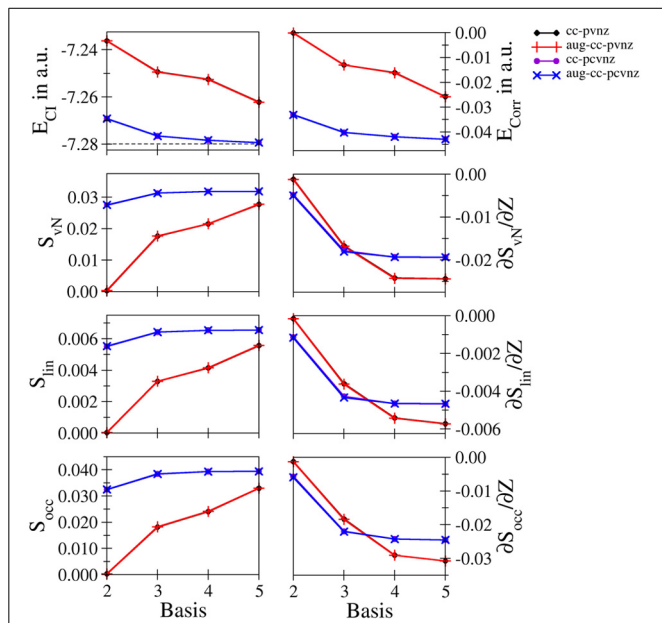 cc-pvnz
aug-cc-pvnz
cc-pcvnz
aug-cc-pcvnz
E_CI in a.u.
-7.24
-7.26
-7.28
0.00
-0.01
-0.02
-0.03
-0.04
E_Corr in a.u.
S_vN
0.03
0.02
0.01
0.00
0.00
-0.01
-0.02
∂S_vN/∂Z
S_lin
0.006
0.004
0.002
0.000
0.000
-0.002
-0.004
-0.006
∂S_lin/∂Z
S_occ
0.040
0.030
0.020
0.010
0.000
0.00
-0.01
-0.02
-0.03
∂S_occ/∂Z
2 3 4 5
2 3 4 5
Basis
Basis